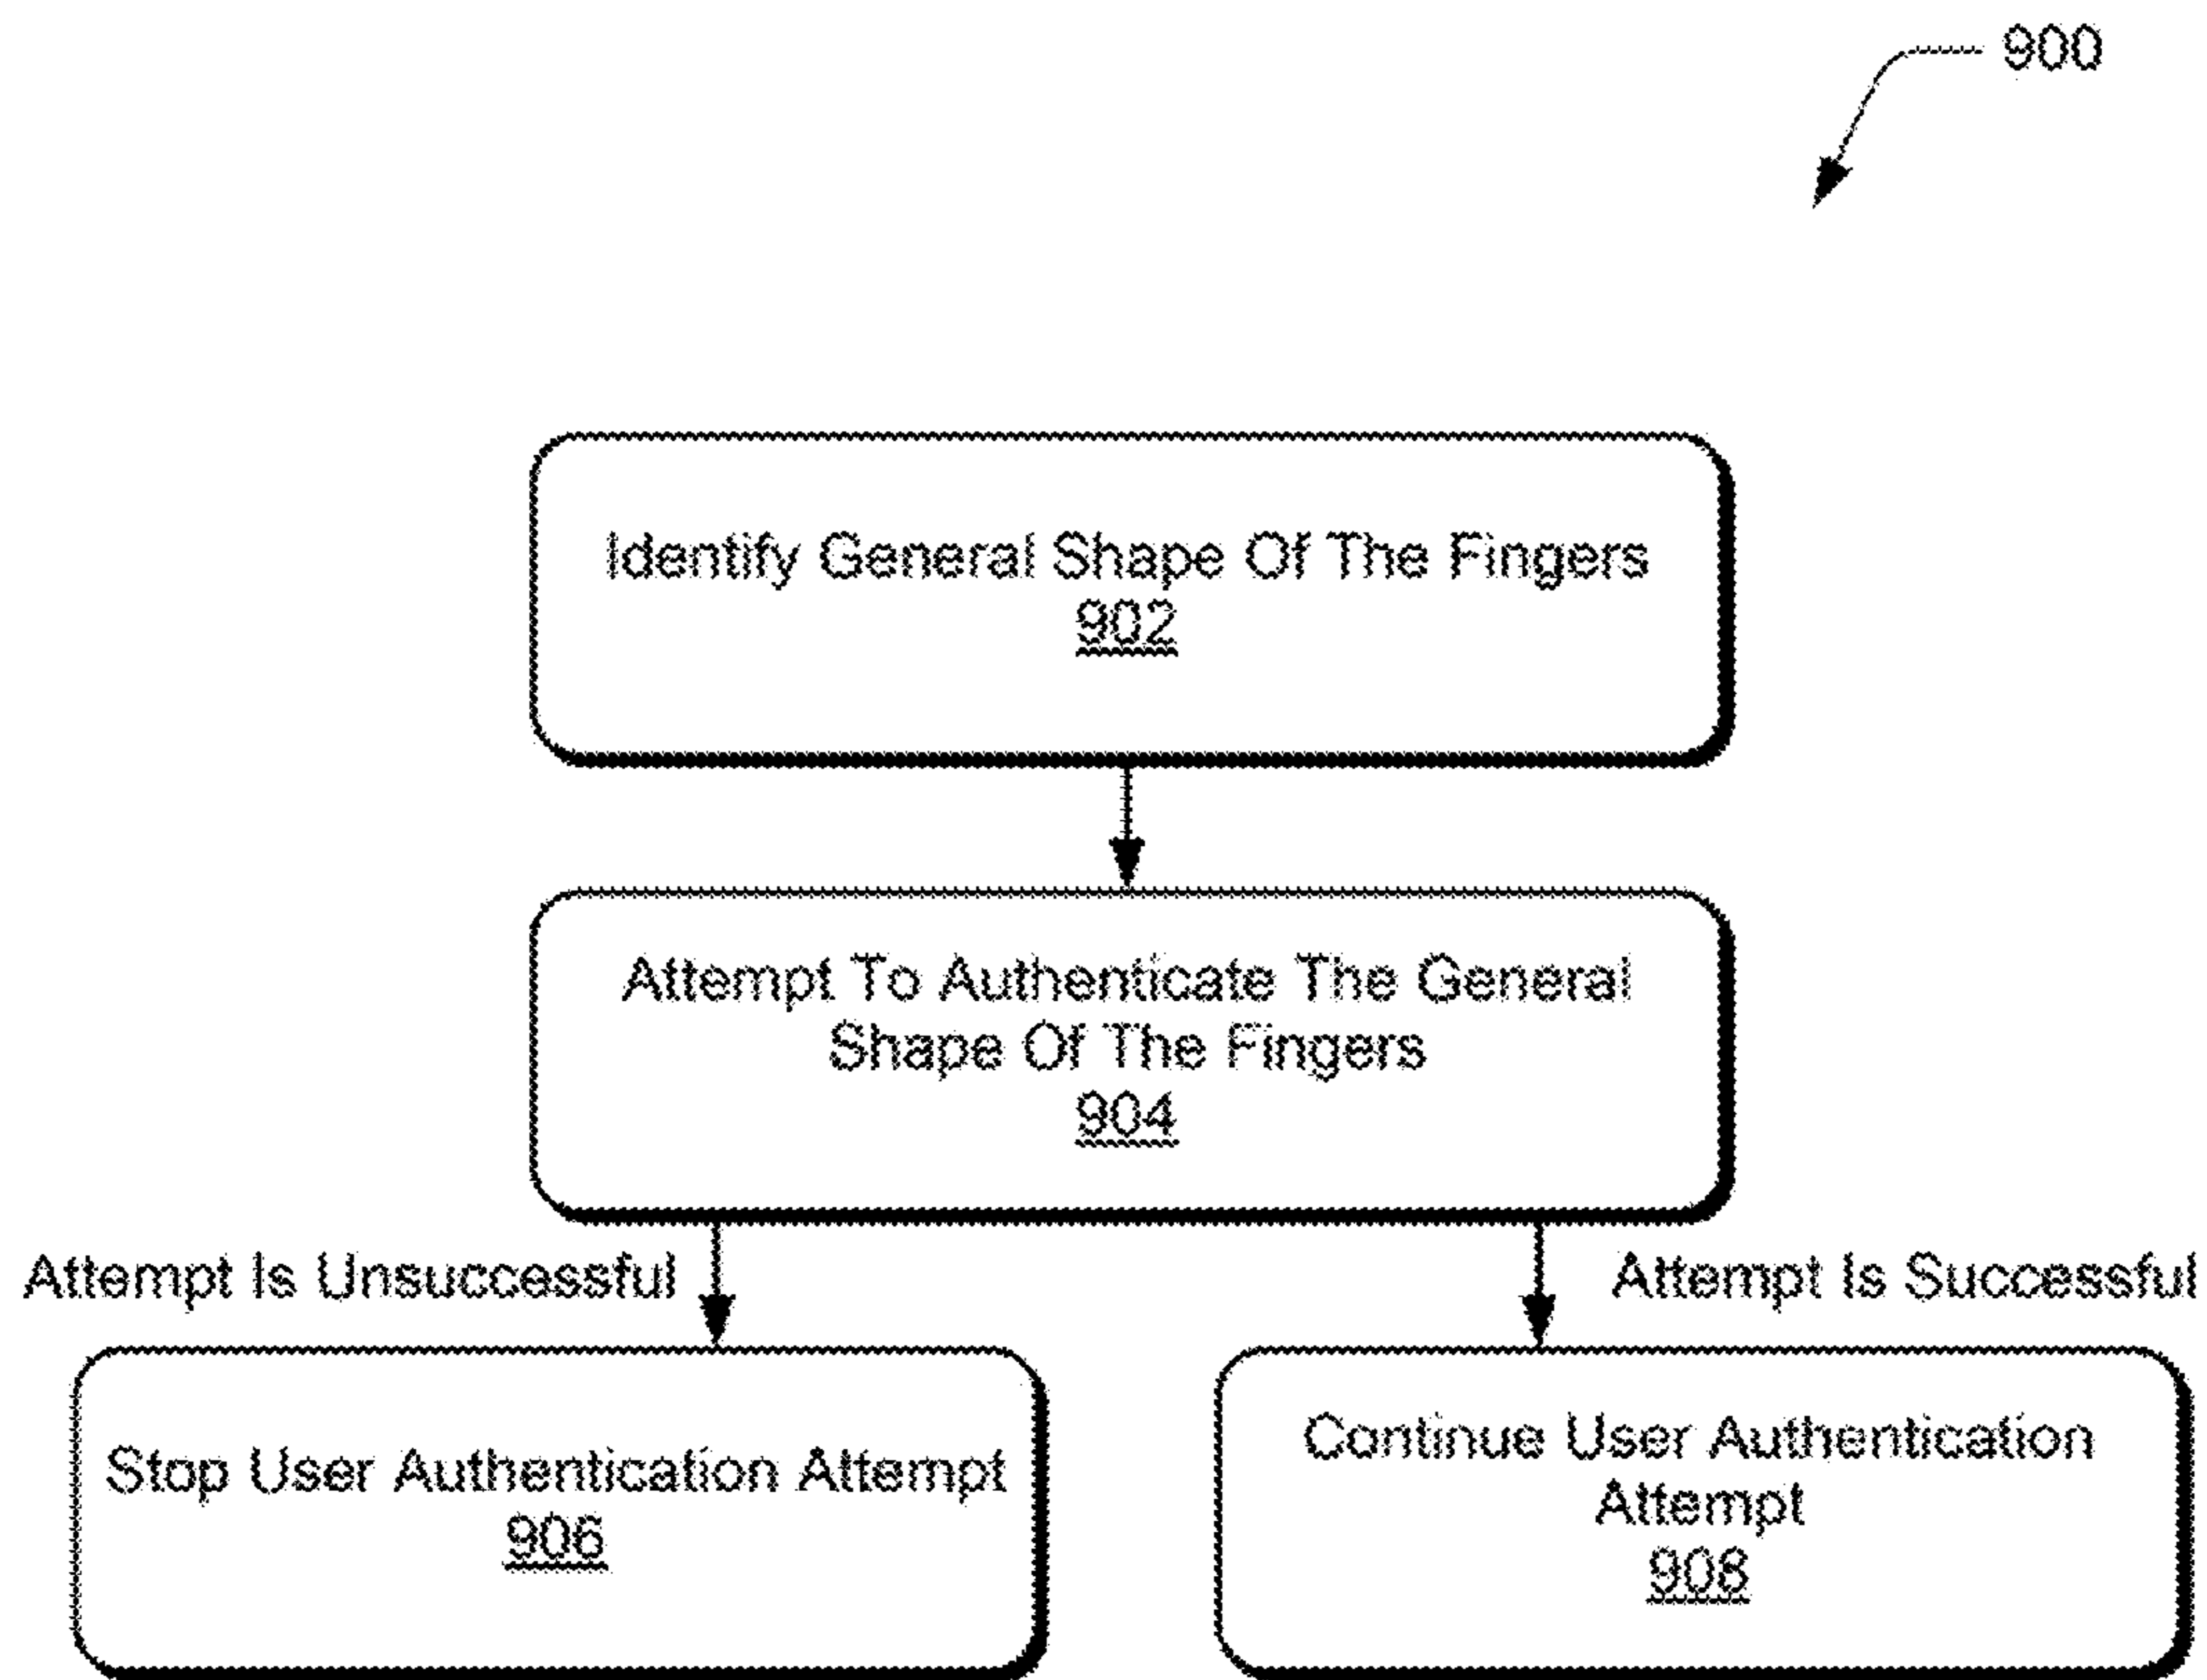 900
Identify General Shape Of The Fingers
902
Attempt To Authenticate The General
Shape Of The Fingers
904
Attempt Is Unsuccessful
Attempt Is Successful
Stop User Authentication Attempt
906
Continue User Authentication
Attempt
908